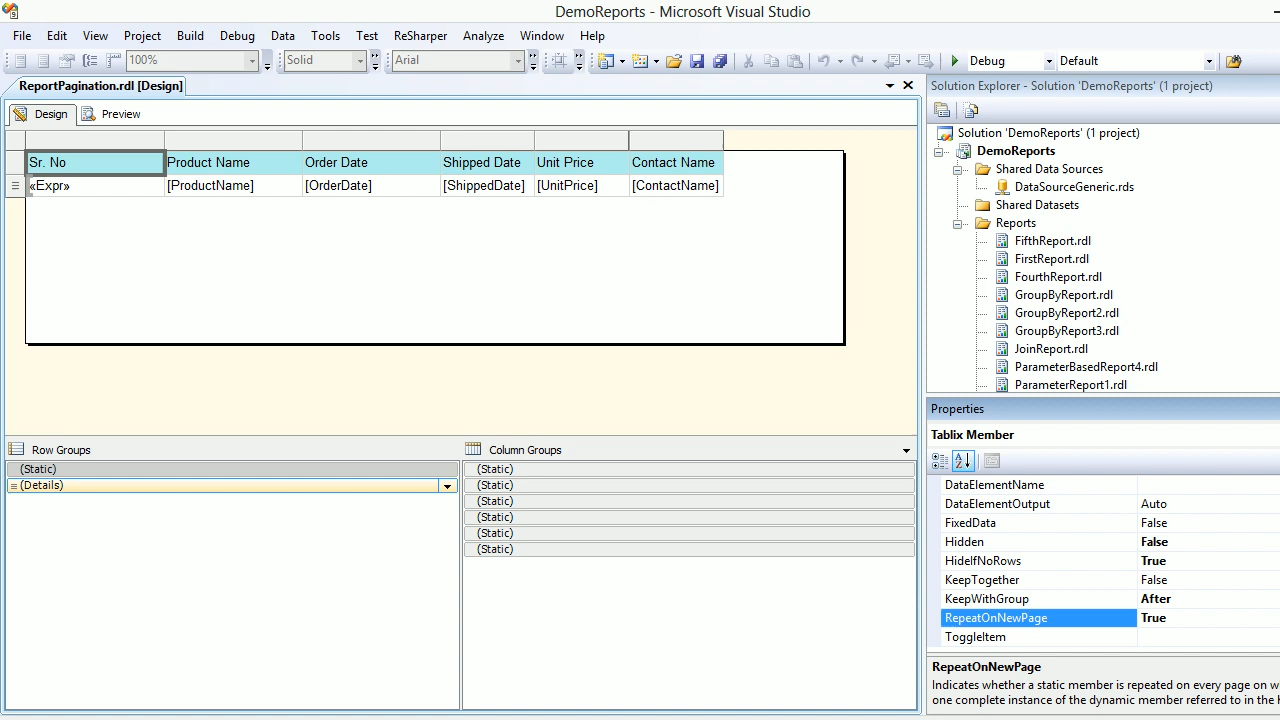 DemoReports - Microsoft Visual Studio
File Edit View Project Build Debug Data Tools Test ReSharper Analyze Window Help
100% Solid Arial Debug Default
ReportPagination.rdl [Design]
Design Preview
Sr. No Product Name Order Date Shipped Date Unit Price Contact Name
«Expr» [ProductName] [OrderDate] [ShippedDate] [UnitPrice] [ContactName]
Row Groups
(Static)
(Details)
Column Groups
(Static)
(Static)
(Static)
(Static)
(Static)
(Static)
Solution Explorer - Solution 'DemoReports' (1 project)
Solution 'DemoReports' (1 project)
DemoReports
Shared Data Sources
DataSourceGeneric.rds
Shared Datasets
Reports
FifthReport.rdl
FirstReport.rdl
FourthReport.rdl
GroupByReport.rdl
GroupByReport2.rdl
GroupByReport3.rdl
JoinReport.rdl
ParameterBasedReport4.rdl
ParameterReport1.rdl
Properties
Tablix Member
DataElementName
DataElementOutput Auto
FixedData False
Hidden False
HideIfNoRows True
KeepTogether False
KeepWithGroup After
RepeatOnNewPage True
ToggleItem
RepeatOnNewPage
Indicates whether a static member is repeated on every page on w
one complete instance of the dynamic member referred to in the